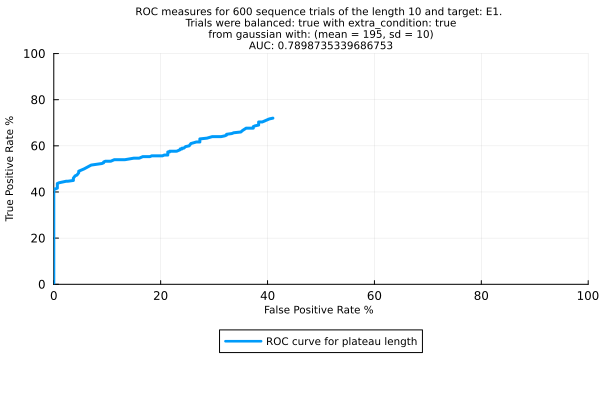 ROC measures for 600 sequence trials of the length 10 and target: E1.
Trials were balanced: true with extra_condition: true
from gaussian with: (mean = 195, sd = 10)
AUC: 0.7898735339686753
100
80
60
40
20
0
True Positive Rate %
0 20 40 60 80 100
False Positive Rate %
ROC curve for plateau length